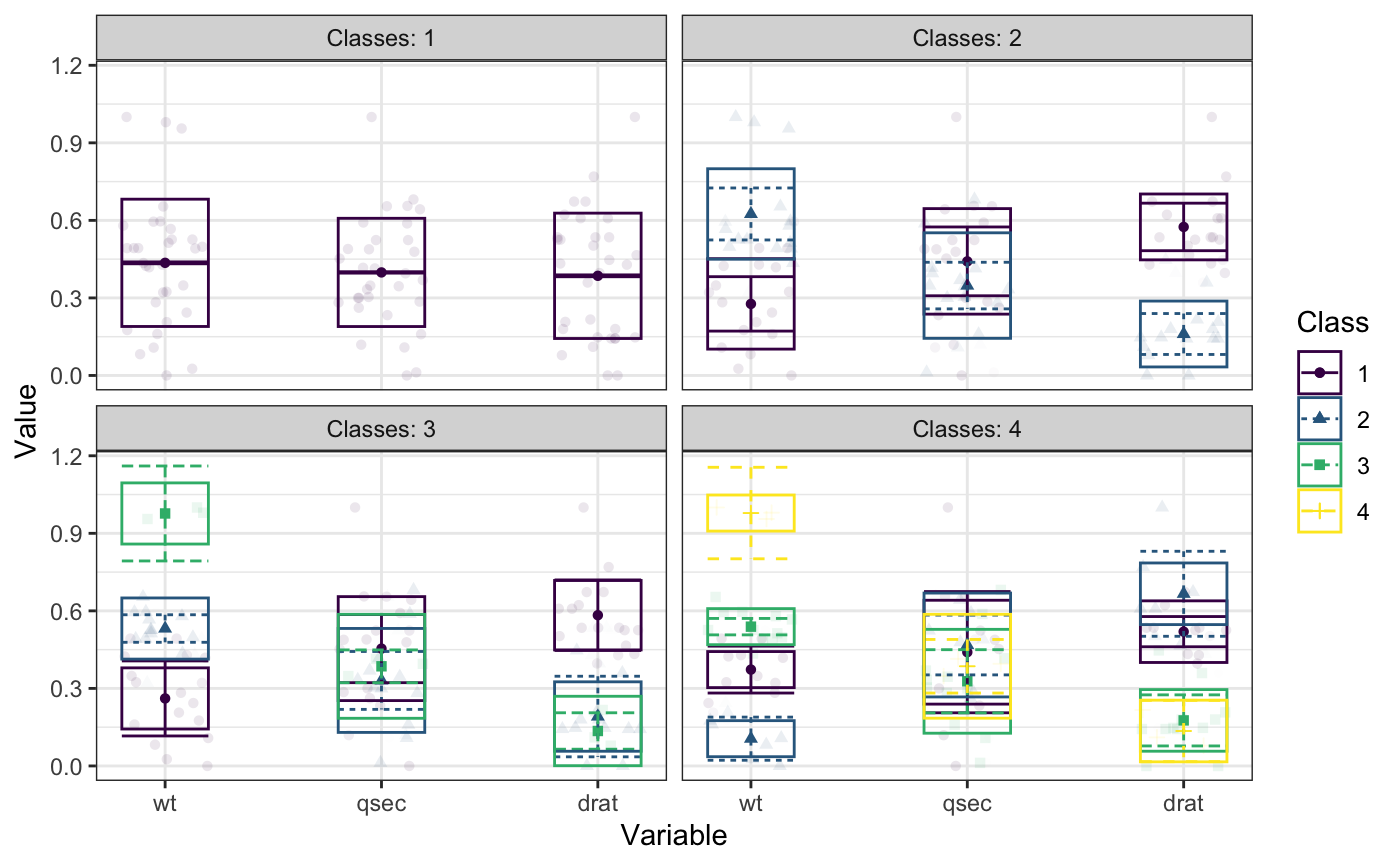 Classes: 1
Classes: 2
1.2
0.9
0.6
0.3
0.0
Classes: 3
Classes: 4
1.2
0.9
0.6
0.3
0.0
wt
qsec
drat
wt
qsec
drat
Variable
Value
Class
1
2
3
4